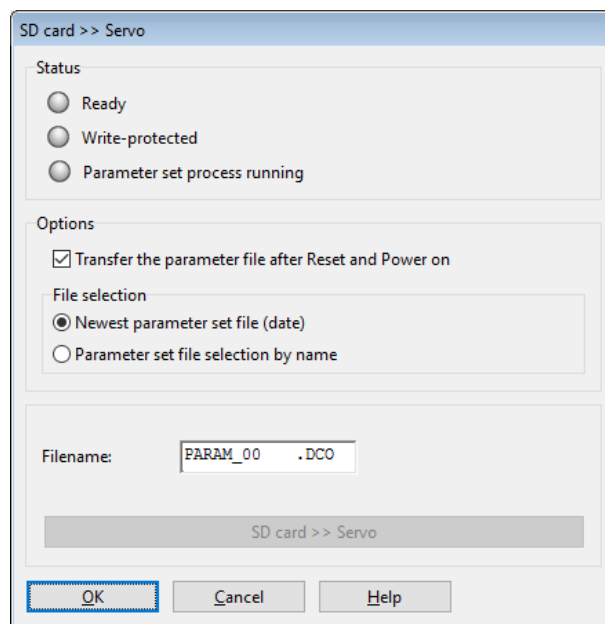 SD card >> Servo
Status
Ready
Write-protected
Parameter set process running
Options
Transfer the parameter file after Reset and Power on
File selection
Newest parameter set file (date)
Parameter set file selection by name
Filename: PARAM_00 .DCO
SD card >> Servo
OK Cancel Help